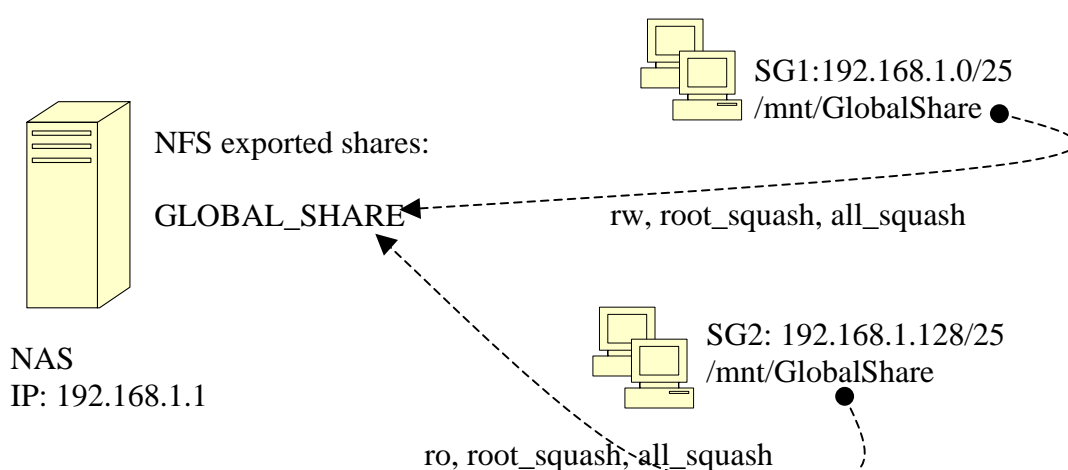 SG1:192.168.1.0/25
/mnt/GlobalShare
NFS exported shares:
GLOBAL_SHARE
rw, root_squash, all_squash
SG2: 192.168.1.128/25
/mnt/GlobalShare
NAS
IP: 192.168.1.1
ro, root_squash, all_squash